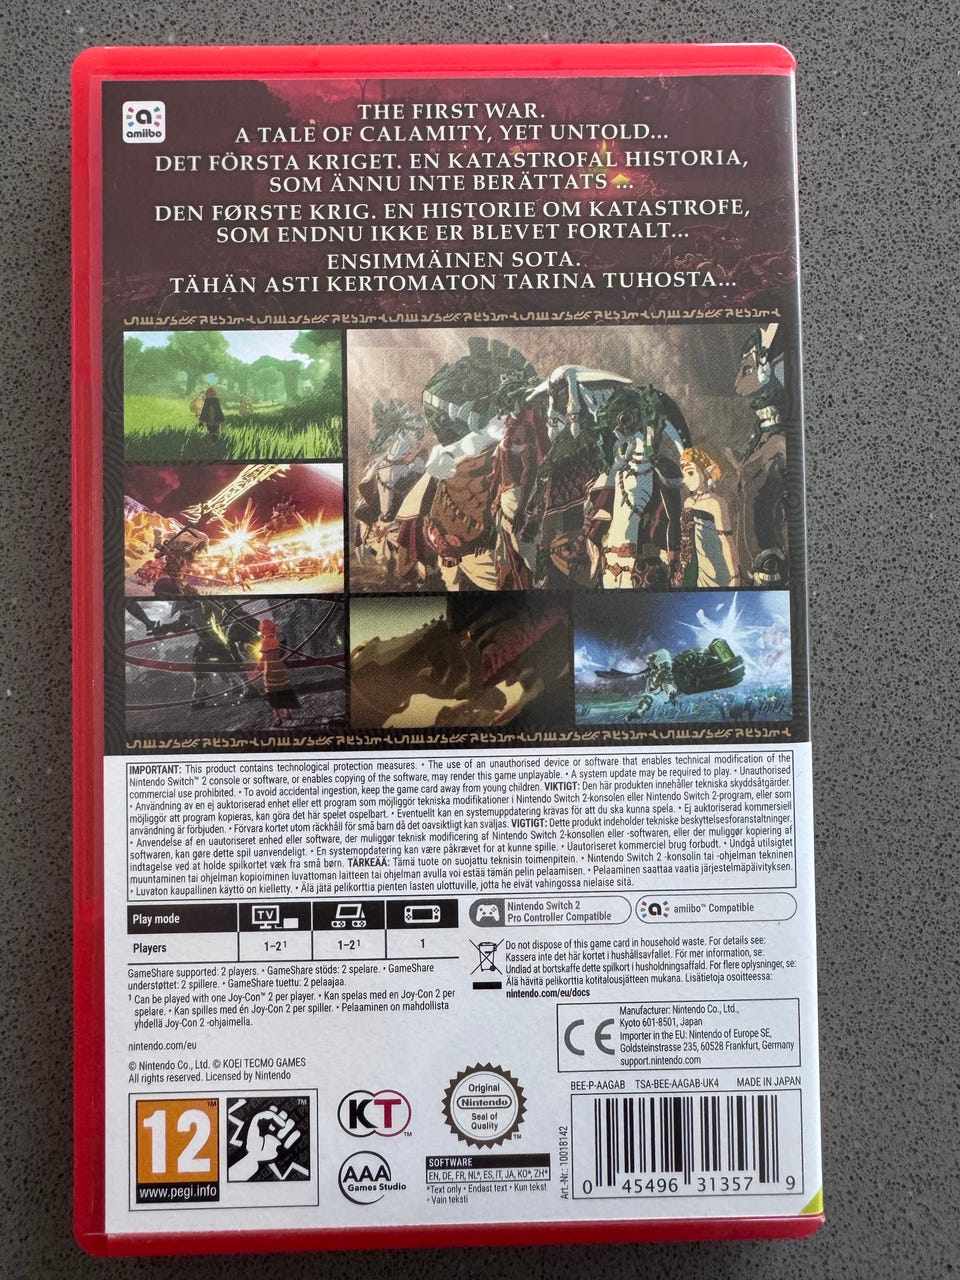 amiibo
THE FIRST WAR.
A TALE OF CALAMITY, YET UNTOLD...
DET FÖRSTA KRIGET. EN KATASTROFAL HISTORIA,
SOM ÄNNU INTE BERÄTTATS ...
DEN FØRSTE KRIG. EN HISTORIE OM KATASTROFE,
SOM ENDNU IKKE ER BLEVET FORTALT...
ENSIMMÄINEN SOTA.
TÄHÄN ASTI KERTOMATON TARINA TUHOSTA...
IMPORTANT: This product contains technological protection measures. • The use of an unauthorised device or software that enables technical modification of the
Nintendo Switch™ 2 console or software, or enables copying of the software, may render this game unplayable. • A system update may be required to play. • Unauthorised
commercial use prohibited. • To avoid accidental ingestion, keep the game card away from young children. VIKTIGT: Den här produkten innehåller tekniska skyddsåtgärder.
• Användning av en ej auktoriserad enhet eller ett program som möjliggör tekniska modifikationer i Nintendo Switch 2-konsolen eller Nintendo Switch 2-program, eller som
möjliggör att program kopieras, kan göra det här spelet ospelbart. • Eventuellt kan en systemuppdatering krävas för att du ska kunna spela. • Ej auktoriserad kommersiell
användning är förbjuden. • Förvara kortet utom räckhåll för små barn då det oavsiktligt kan sväljas. VIGTIGT: Dette produkt indeholder tekniske beskyttelsesforanstaltninger.
• Anvendelse af en uautoriseret enhed eller software, der muliggør teknisk modificering af Nintendo Switch 2-konsollen eller -softwaren, eller der muliggør kopiering af
softwaren, kan gøre dette spil uanvendeligt. • En systemopdatering kan være påkrævet for at kunne spille. • Uautoriseret kommerciel brug forbudt. • Undgå utilsigtet
indtagelse ved at holde spilkortet væk fra små børn. TÄRKEÄÄ: Tämä tuote on suojattu teknisin toimenpitein. • Nintendo Switch 2 -konsolin tai -ohjelman tekninen
muuntaminen tai ohjelman kopioiminen luvattoman laitteen tai ohjelman avulla voi estää tämän pelin pelaamisen. • Pelaaminen saattaa vaatia järjestelmäpäivityksen.
• Luvaton kaupallinen käyttö on kielletty. • Älä jätä pelikorttia pienten lasten ulottuville, jotta he eivät vahingossa nielaise sitä.
Play mode
TV
Players
1–2¹
1–2¹
1
Nintendo Switch 2
Pro Controller Compatible
amiibo™ Compatible
GameShare supported: 2 players. • GameShare stöds: 2 spelare. • GameShare
understøttet: 2 spillere. • GameShare tuettu: 2 pelaajaa.
¹ Can be played with one Joy-Con™ 2 per player. • Kan spelas med en Joy-Con 2 per
spelare. • Kan spilles med én Joy-Con 2 per spiller. • Pelaaminen on mahdollista
yhdellä Joy-Con 2 -ohjaimella.
Do not dispose of this game card in household waste. For details see:
Kassera inte det här kortet i hushållsavfallet. För mer information, se:
Undlad at bortskaffe dette spilkort i husholdningsaffald. For flere oplysninger, se:
Älä hävitä pelikorttia kotitalousjätteen mukana. Lisätietoja osoitteessa:
nintendo.com/eu/docs
nintendo.com/eu
© Nintendo Co., Ltd. © KOEI TECMO GAMES
All rights reserved. Licensed by Nintendo
CE
Manufacturer: Nintendo Co., Ltd.,
Kyoto 601-8501, Japan
Importer in the EU: Nintendo of Europe SE,
Goldsteinstrasse 235, 60528 Frankfurt, Germany
support.nintendo.com
BEE-P-AAGAB TSA-BEE-AAGAB-UK4 MADE IN JAPAN
12
™
www.pegi.info
™
KT
™
AAA
Games Studio
Original
Nintendo
Seal of
Quality
™
SOFTWARE
EN, DE, FR, NL*, ES, IT, JA, KO*, ZH*
*Text only • Endast text • Kun tekst
• Vain teksti
Art.-Nr.: 10018142
0 45496 31357 9